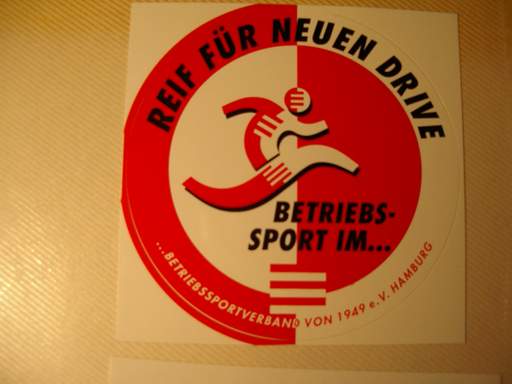 REIF FÜR NEUEN DRIVE
BETRIEBS-
SPORT IM...
...BETRIEBSSPORTVERBAND VON 1949 e.V. HAMBURG